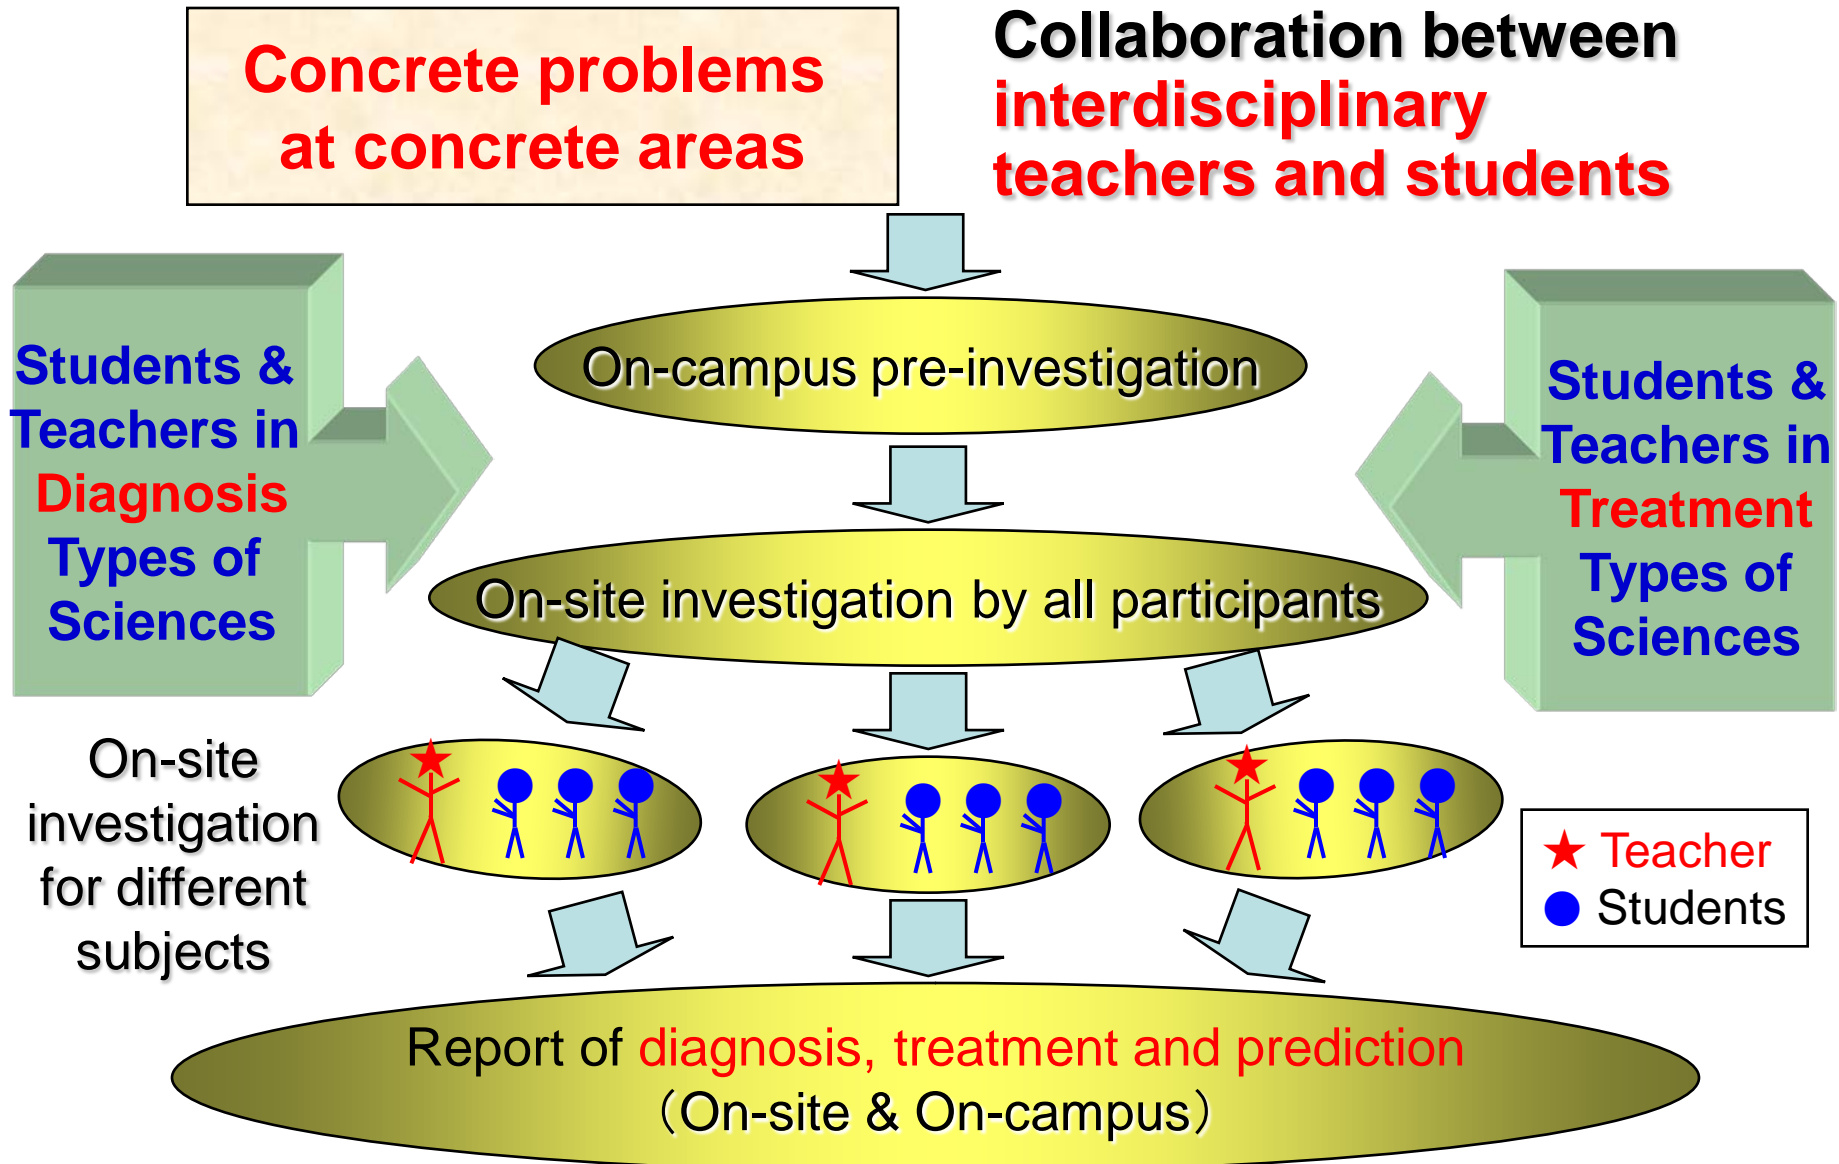 Concrete problems
at concrete areas
Collaboration between
interdisciplinary
teachers and students
On-campus pre-investigation
Students &
Teachers in
Diagnosis
Types of
Sciences
Students &
Teachers in
Treatment
Types of
Sciences
On-site investigation by all participants
On-site
investigation
for different
subjects
Teacher
Students
Report of diagnosis, treatment and prediction
（On-site & On-campus）